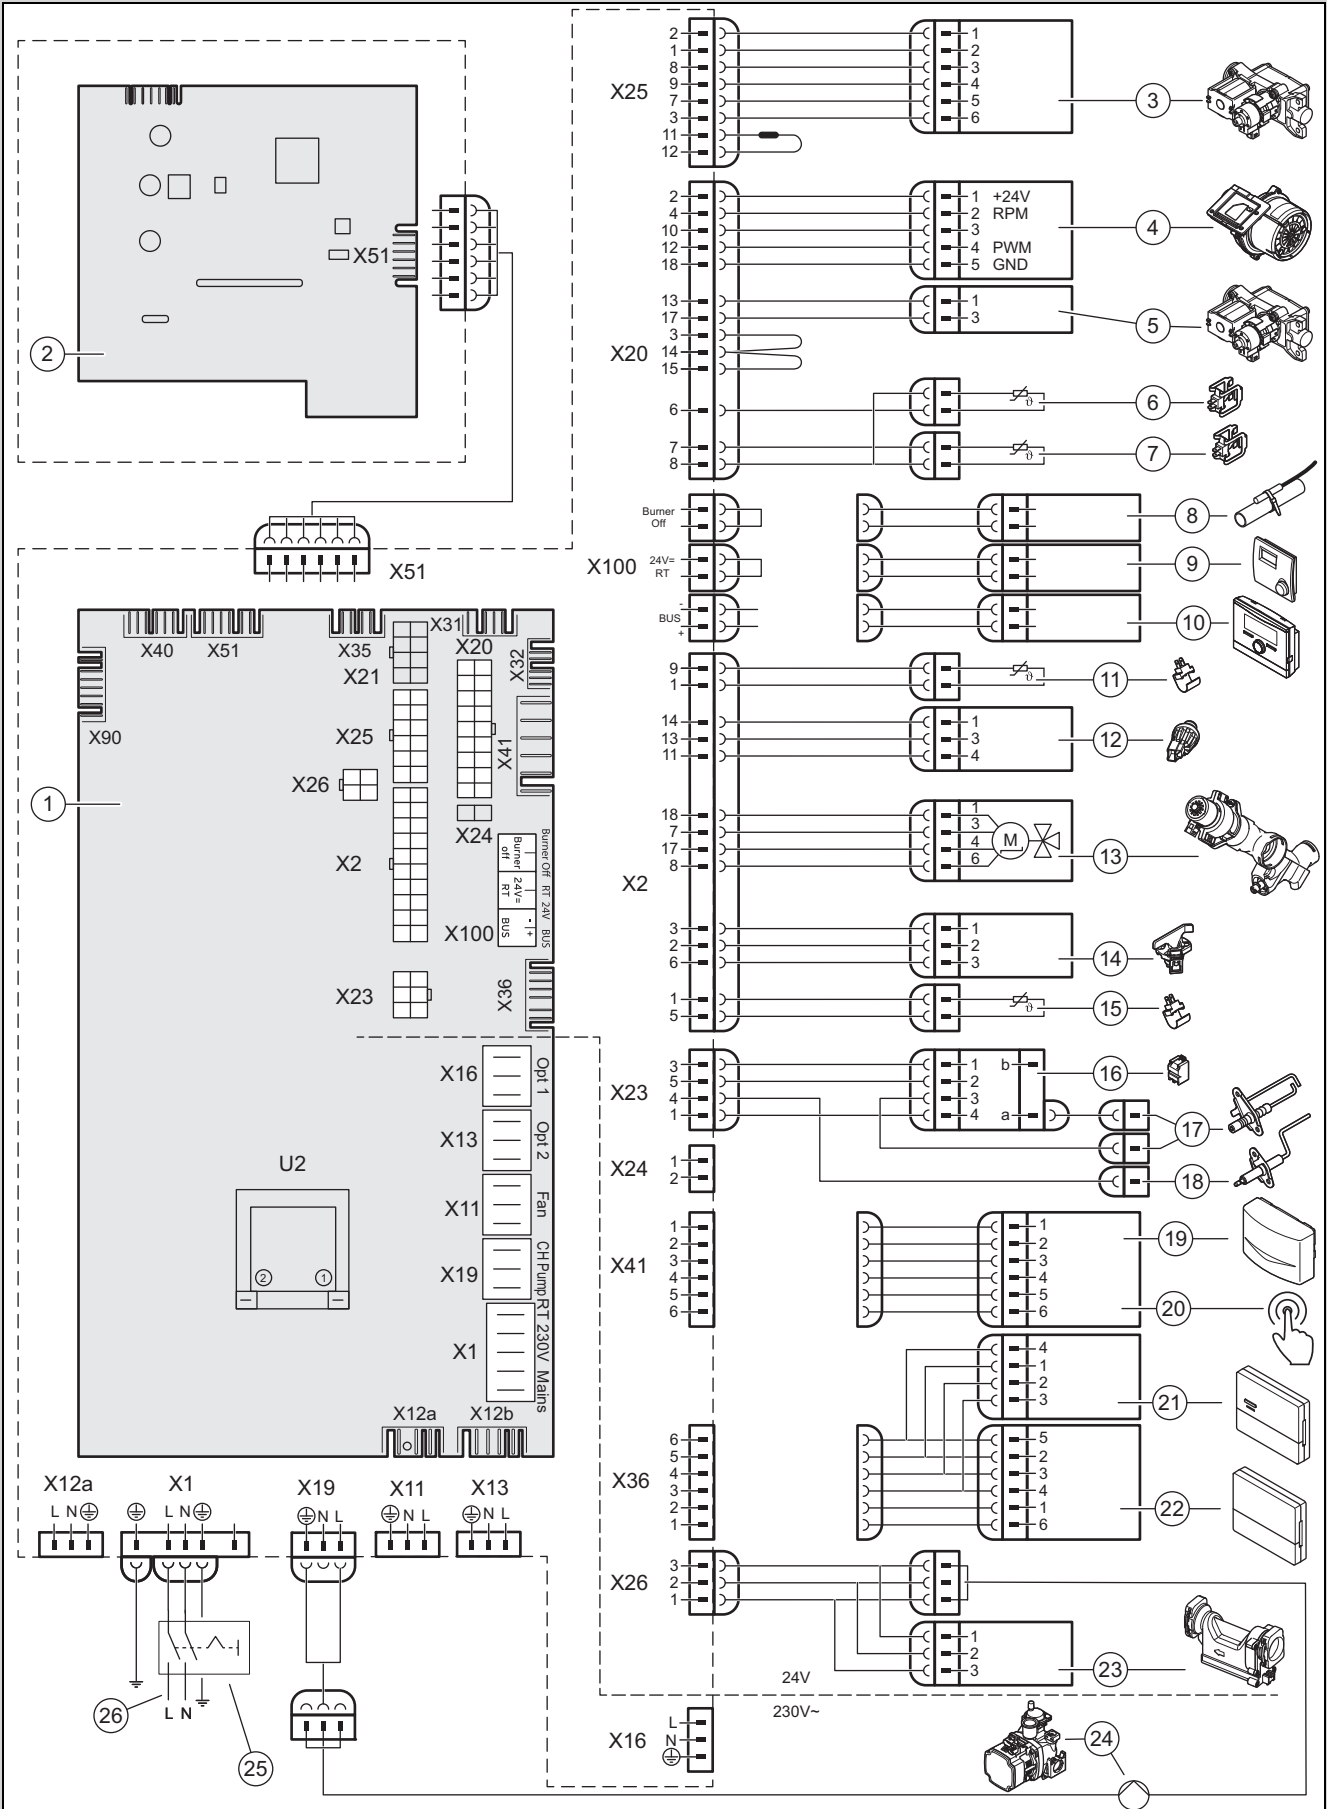 X25
2 1
1 2
8 3
9 4
7 5
3 6
11
12
3
X20
2 1 +24V
4 2 RPM
10 3
12 4 PWM
18 5 GND
4
13 1
17 3
3
14
15
5
6
ϑ
6
7
8
ϑ
7
X51
2
X51
X100
Burner
Off
8
24V=
RT
9
-
BUS
+
10
X2
9
1
ϑ
11
14 1
13 3
11 4
12
18 1
7 3
17 4
8 6
M
13
3 1
2 2
6 3
14
1
5
ϑ
15
X40
X51
X35
X31
X21
X20
X32
X90
X25
X41
X26
1
X24
X2
Burner
off
24V=
RT
- | +
BUS
Burner Off RT 24V BUS
X100
X23
X36
X16
Opt 1
X13
Opt 2
X11
Fan
X19
CH Pump
X1
RT 230V Mains
U2
2
1
X12a
X12b
X23
3 1 b
5 2
4 3
1 4 a
16
17
18
X24
1
2
X41
1 1
2 2
3 3
4 4
5 5
6 6
19
20
4
1
2
3
21
X36
6 5
5 2
4 3
3 4
2 1
1 6
22
X26
3
2
1
1
2
3
23
24V
230V~
X16
L
N
24
X12a
L N
X1
L N
X19
N L
X11
N L
X13
N L
26
L N
25